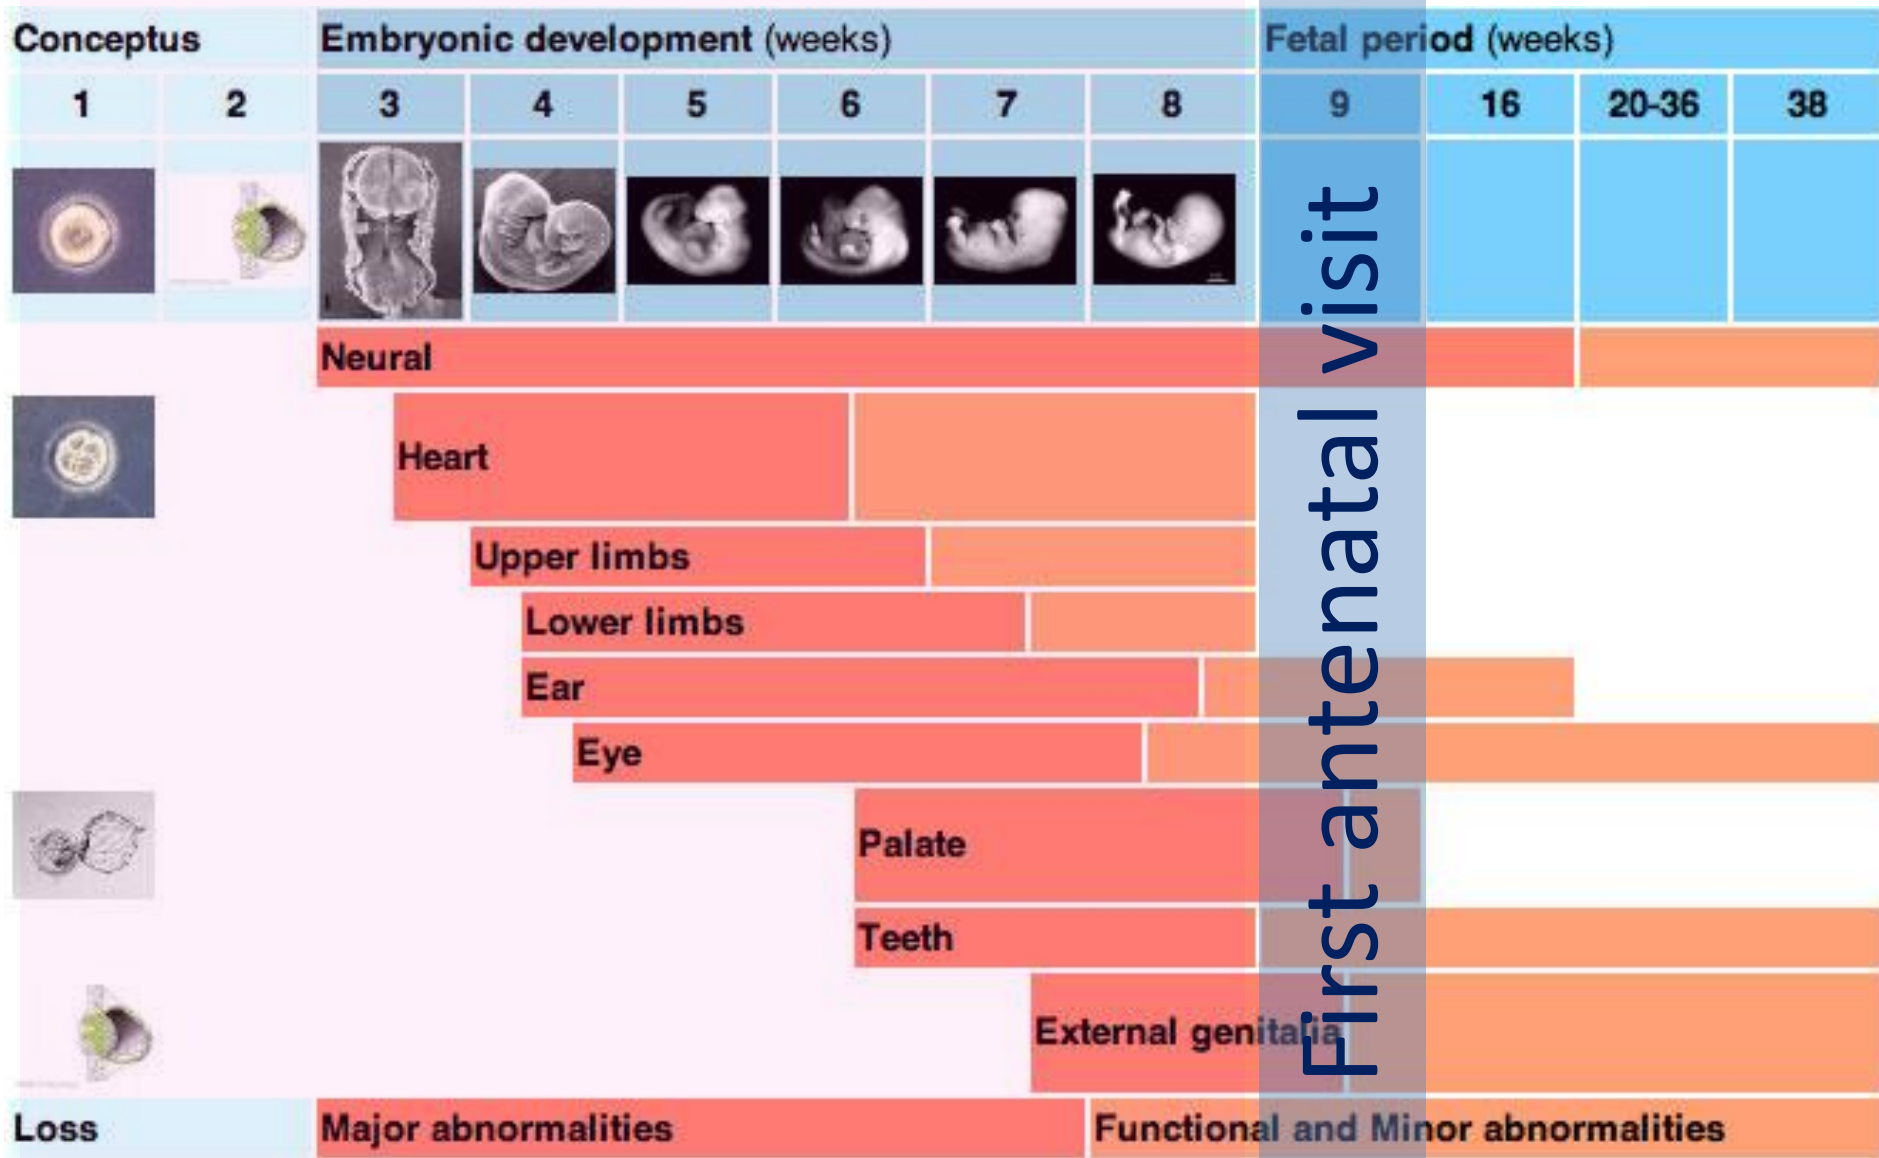 Conceptus
Embryonic development (weeks)
Fetal period (weeks)
1 2 3 4 5 6 7 8 9 16 20-36 38
Neural
Heart
Upper limbs
Lower limbs
Ear
Eye
Palate
Teeth
External genitalia
Loss
Major abnormalities
Functional and Minor abnormalities
First antenatal visit